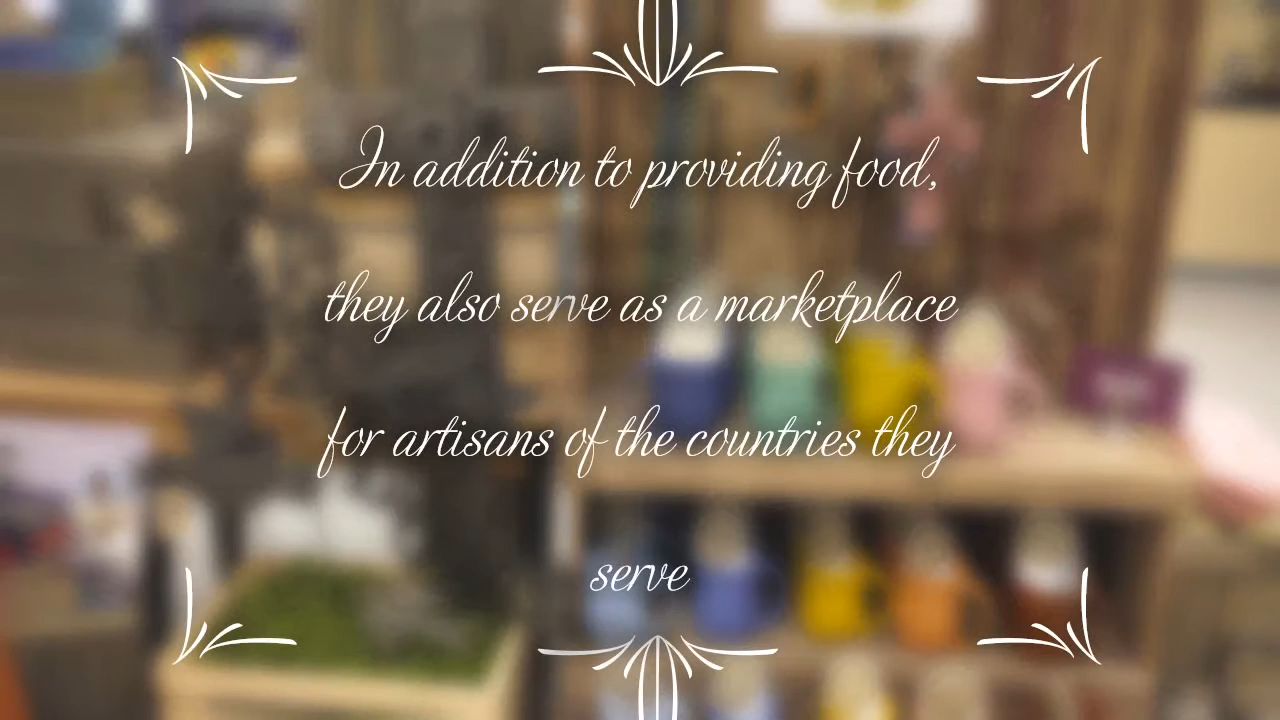 In addition to providing food,
they also serve as a marketplace
for artisans of the countries they
serve